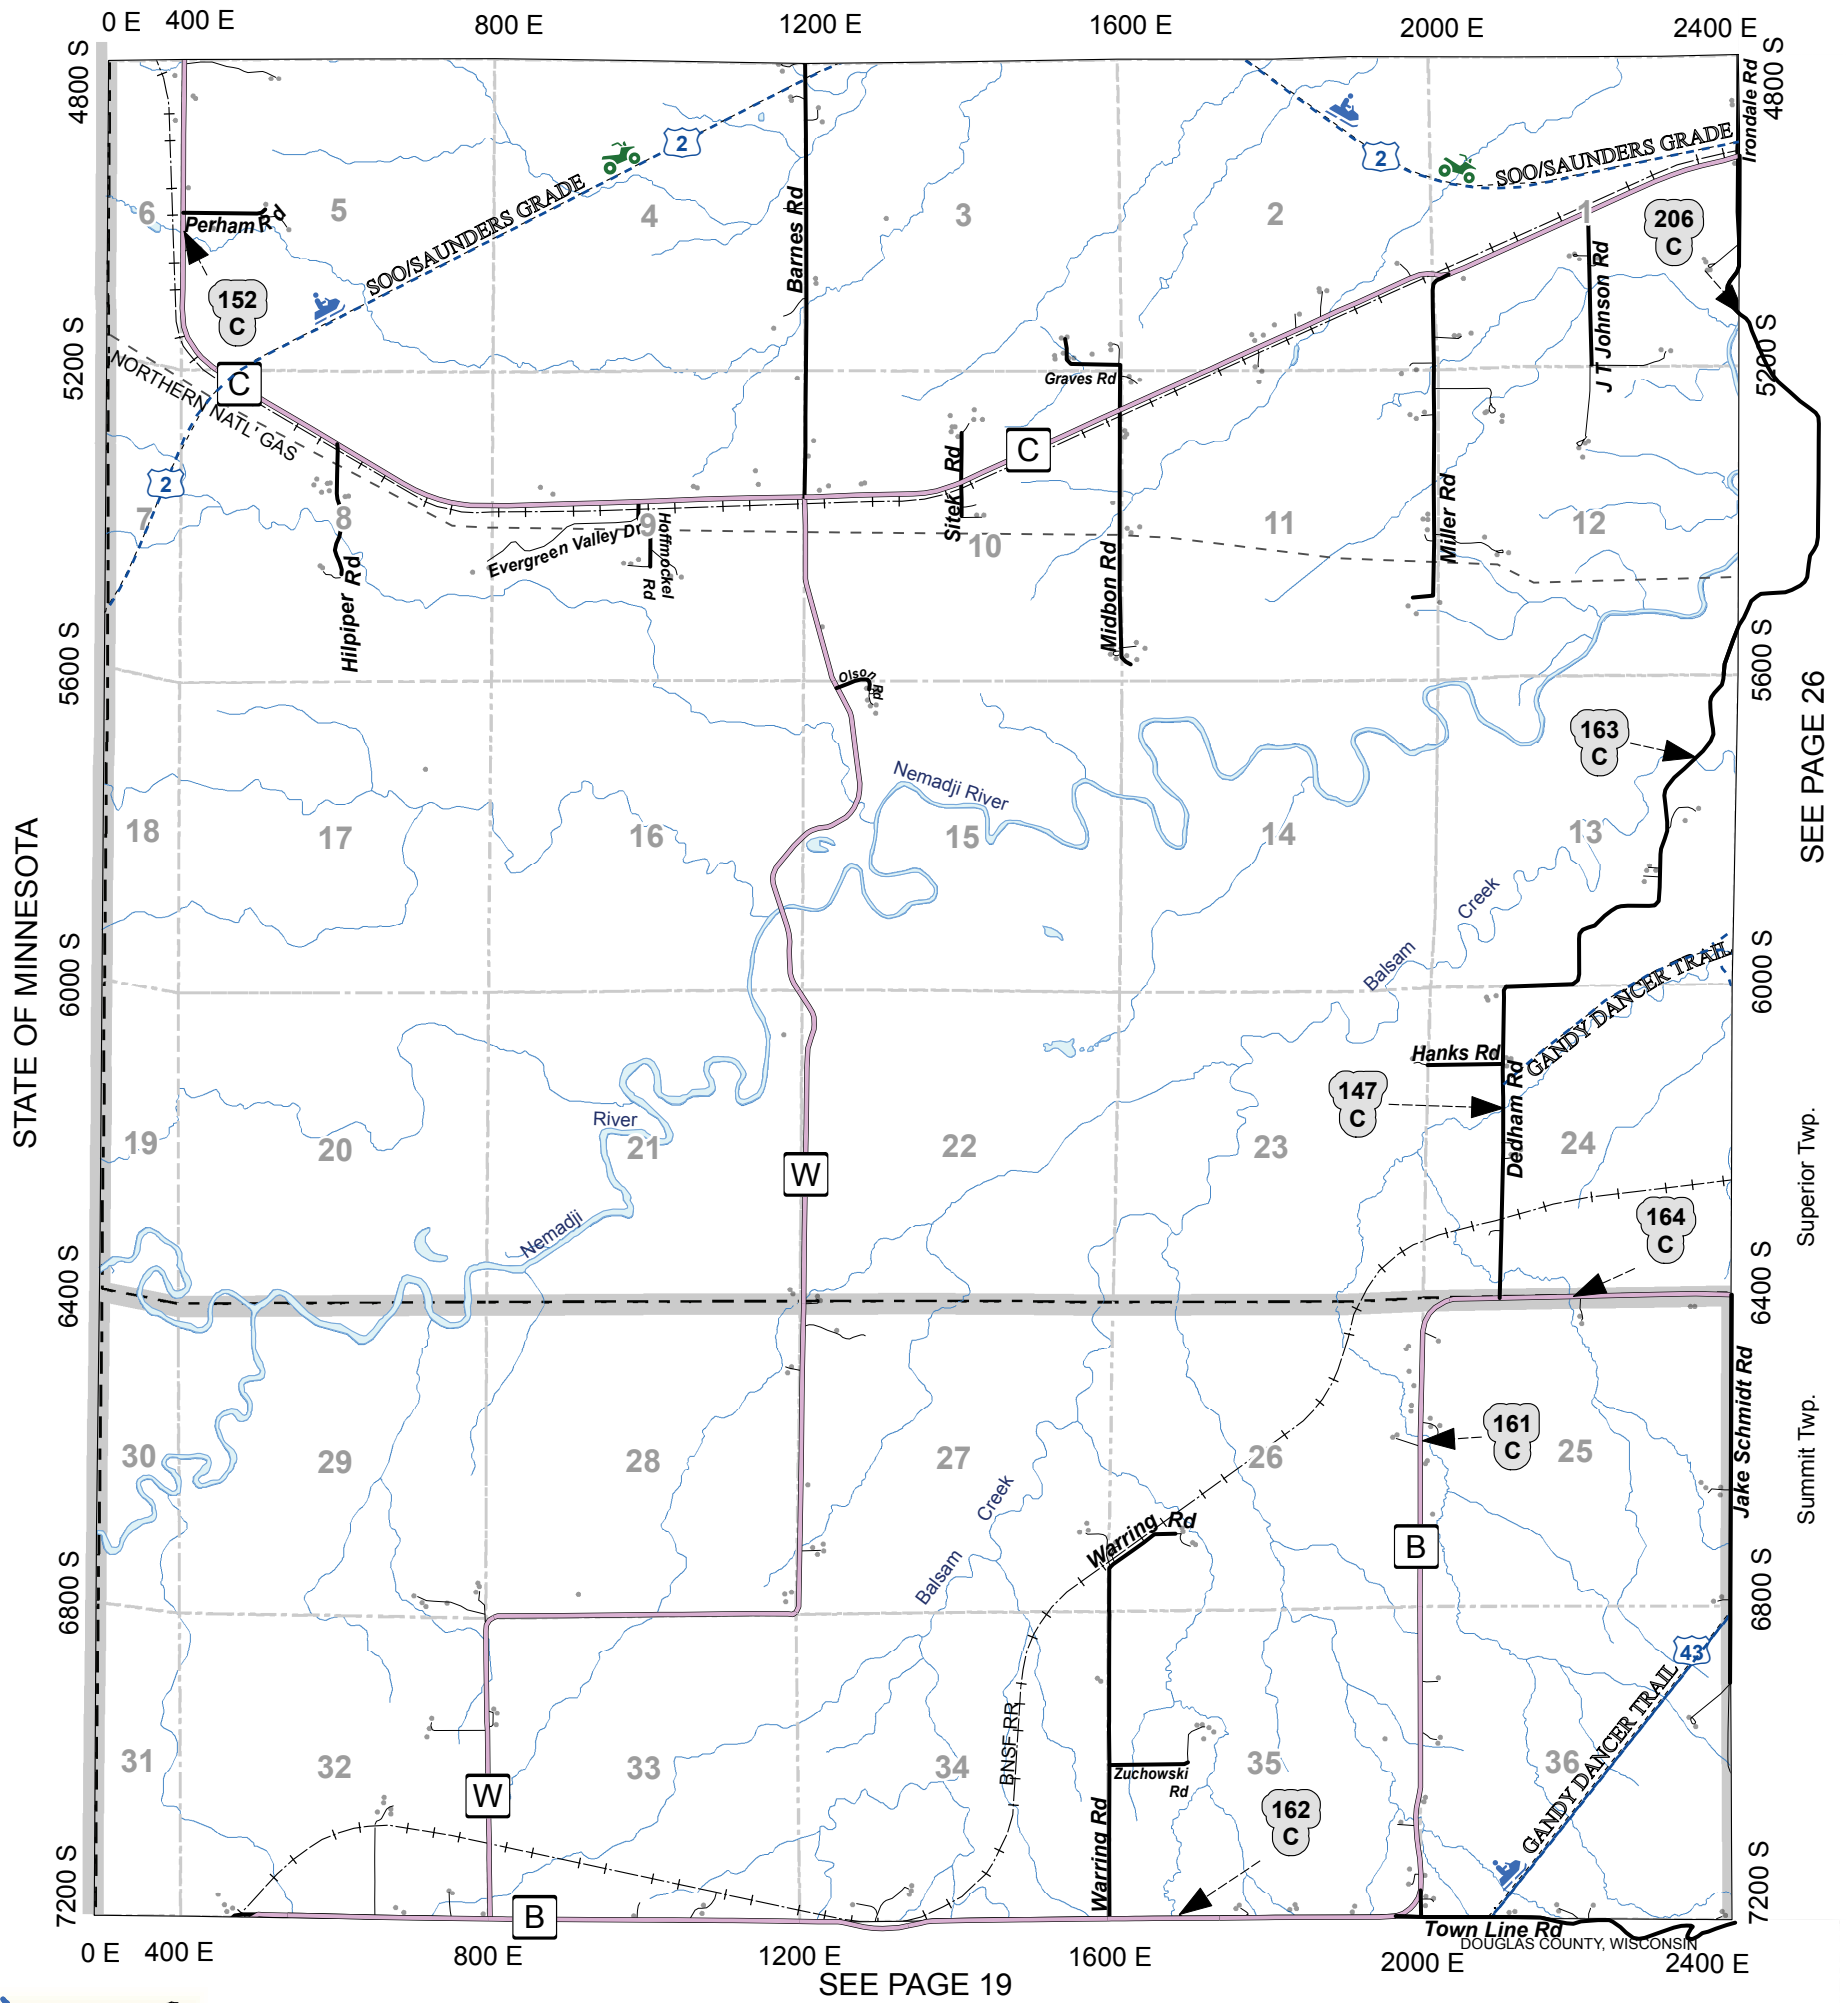 0 E 400 E 800 E 1200 E 1600 E 2000 E 2400 E
4800 S
4800 S
Irondale Rd
2
2
SOO/SAUNDERS GRADE
SOO/SAUNDERS GRADE
6
5
4
3
2
1
Perham Rd
Barnes Rd
206
C
J T Johnson Rd
152
C
5200 S
5200 S
NORTHERN NATL' GAS
C
Graves Rd
C
Sitek Rd
2
7
8
9
10
11
12
Evergreen Valley Dr
Hoffmockel
Rd
Hilpiper Rd
Midbon Rd
Miller Rd
5600 S
5600 S
Olson
Rd
SEE PAGE 26
163
C
Nemadji River
STATE OF MINNESOTA
18
17
16
15
14
13
Balsam Creek
6000 S
6000 S
GANDY DANCER TRAIL
Hanks Rd
147
C
Dedham Rd
River
Nemadji
19
20
21
22
23
24
W
Superior Twp.
164
C
6400 S
6400 S
Jake Schmidt Rd
Summit Twp.
161
C
30
29
28
27
26
25
Balsam Creek
Warring Rd
B
6800 S
6800 S
43
GANDY DANCER TRAIL
BNSF RR
31
32
33
34
35
36
Zuchowski
Rd
W
162
C
Warring Rd
7200 S
7200 S
B
Town Line Rd
DOUGLAS COUNTY, WISCONSIN
0 E 400 E 800 E 1200 E 1600 E 2000 E 2400 E
SEE PAGE 19